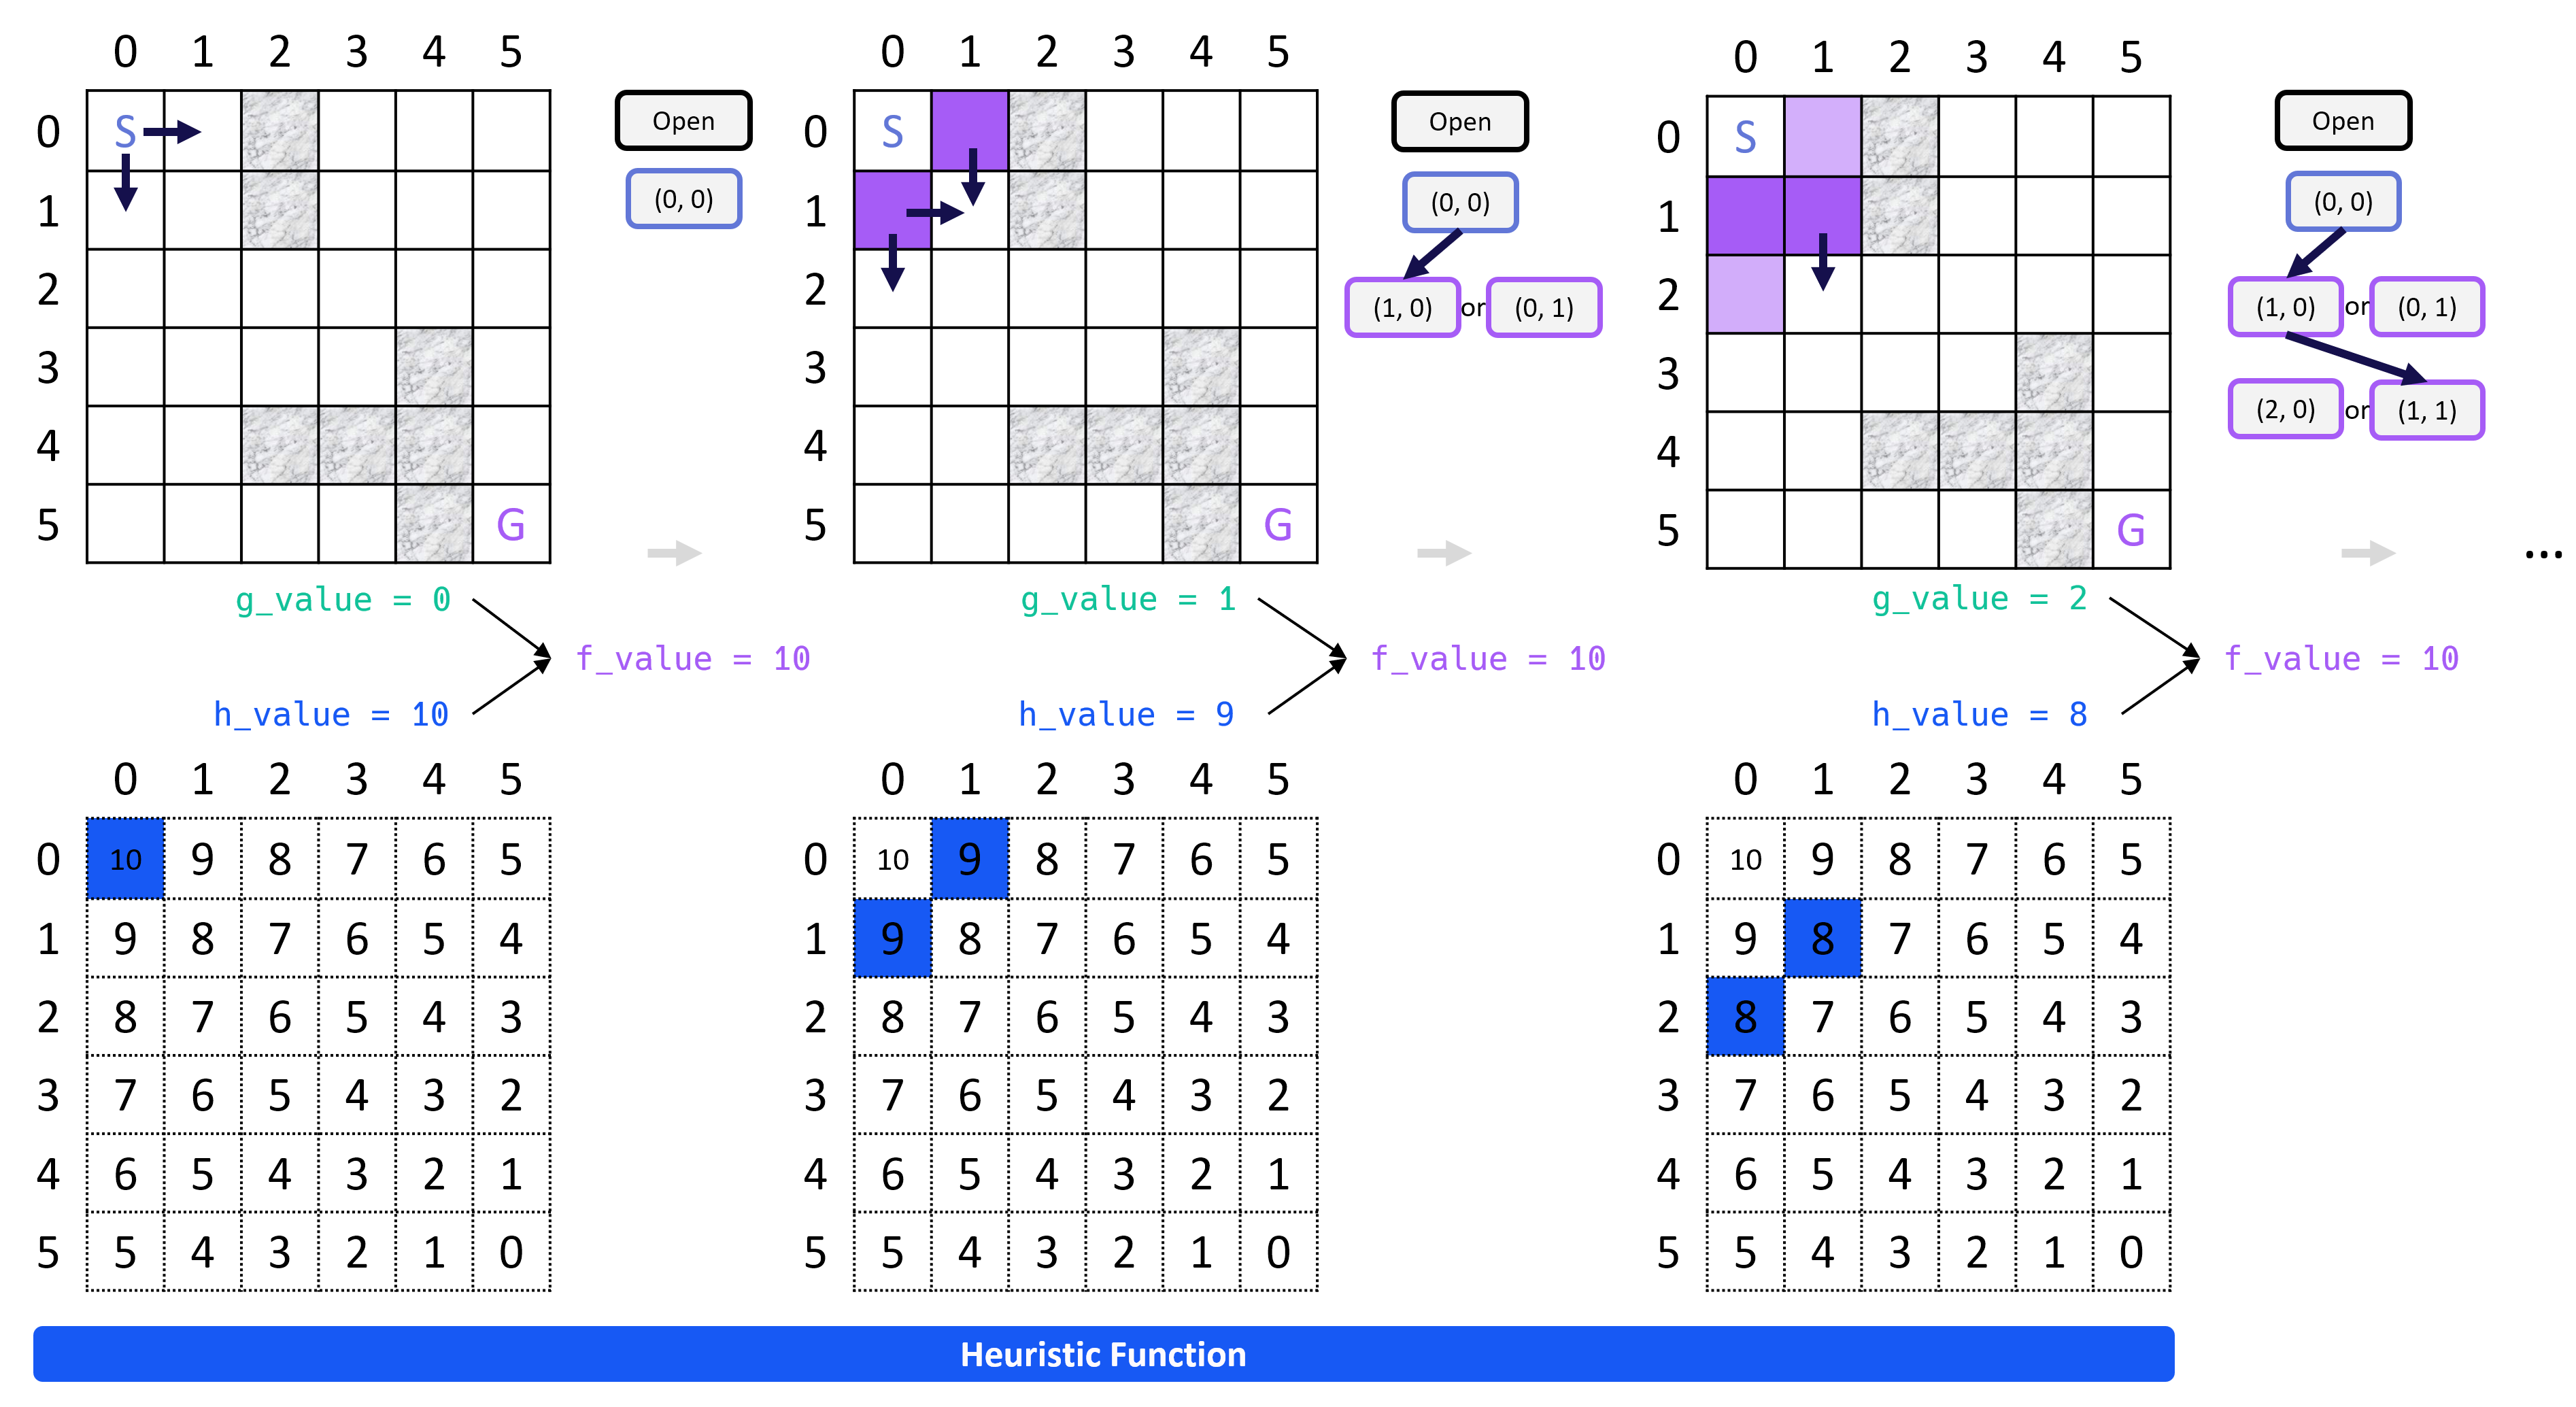 0 1 2 3 4 5
0 S
1
2
3
4
5 G
Open
(0, 0)
g_value = 0
f_value = 10
h_value = 10
0 1 2 3 4 5
0 10 9 8 7 6 5
1 9 8 7 6 5 4
2 8 7 6 5 4 3
3 7 6 5 4 3 2
4 6 5 4 3 2 1
5 5 4 3 2 1 0
0 1 2 3 4 5
0 S
1
2
3
4
5 G
Open
(0, 0)
(1, 0) or (0, 1)
g_value = 1
f_value = 10
h_value = 9
0 1 2 3 4 5
0 10 9 8 7 6 5
1 9 8 7 6 5 4
2 8 7 6 5 4 3
3 7 6 5 4 3 2
4 6 5 4 3 2 1
5 5 4 3 2 1 0
0 1 2 3 4 5
0 S
1
2
3
4
5 G
Open
(0, 0)
(1, 0) or (0, 1)
(2, 0) or (1, 1)
...
g_value = 2
f_value = 10
h_value = 8
0 1 2 3 4 5
0 10 9 8 7 6 5
1 9 8 7 6 5 4
2 8 7 6 5 4 3
3 7 6 5 4 3 2
4 6 5 4 3 2 1
5 5 4 3 2 1 0
Heuristic Function